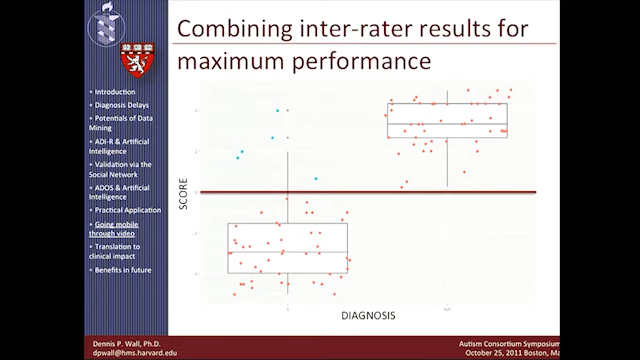 Combining inter-rater results for
maximum performance
• Introduction
• Diagnosis Delays
• Potentials of Data
Mining
• ADI-R & Artificial
Intelligence
• Validation via the
Social Network
• ADOS & Artificial
Intelligence
• Practical Application
• Going mobile
through video
• Translation to
clinical impact
• Benefits in future
SCORE
DIAGNOSIS
Dennis P. Wall, Ph.D.
dpwall@hms.harvard.edu
Autism Consortium Symposium
October 25, 2011 Boston, Ma